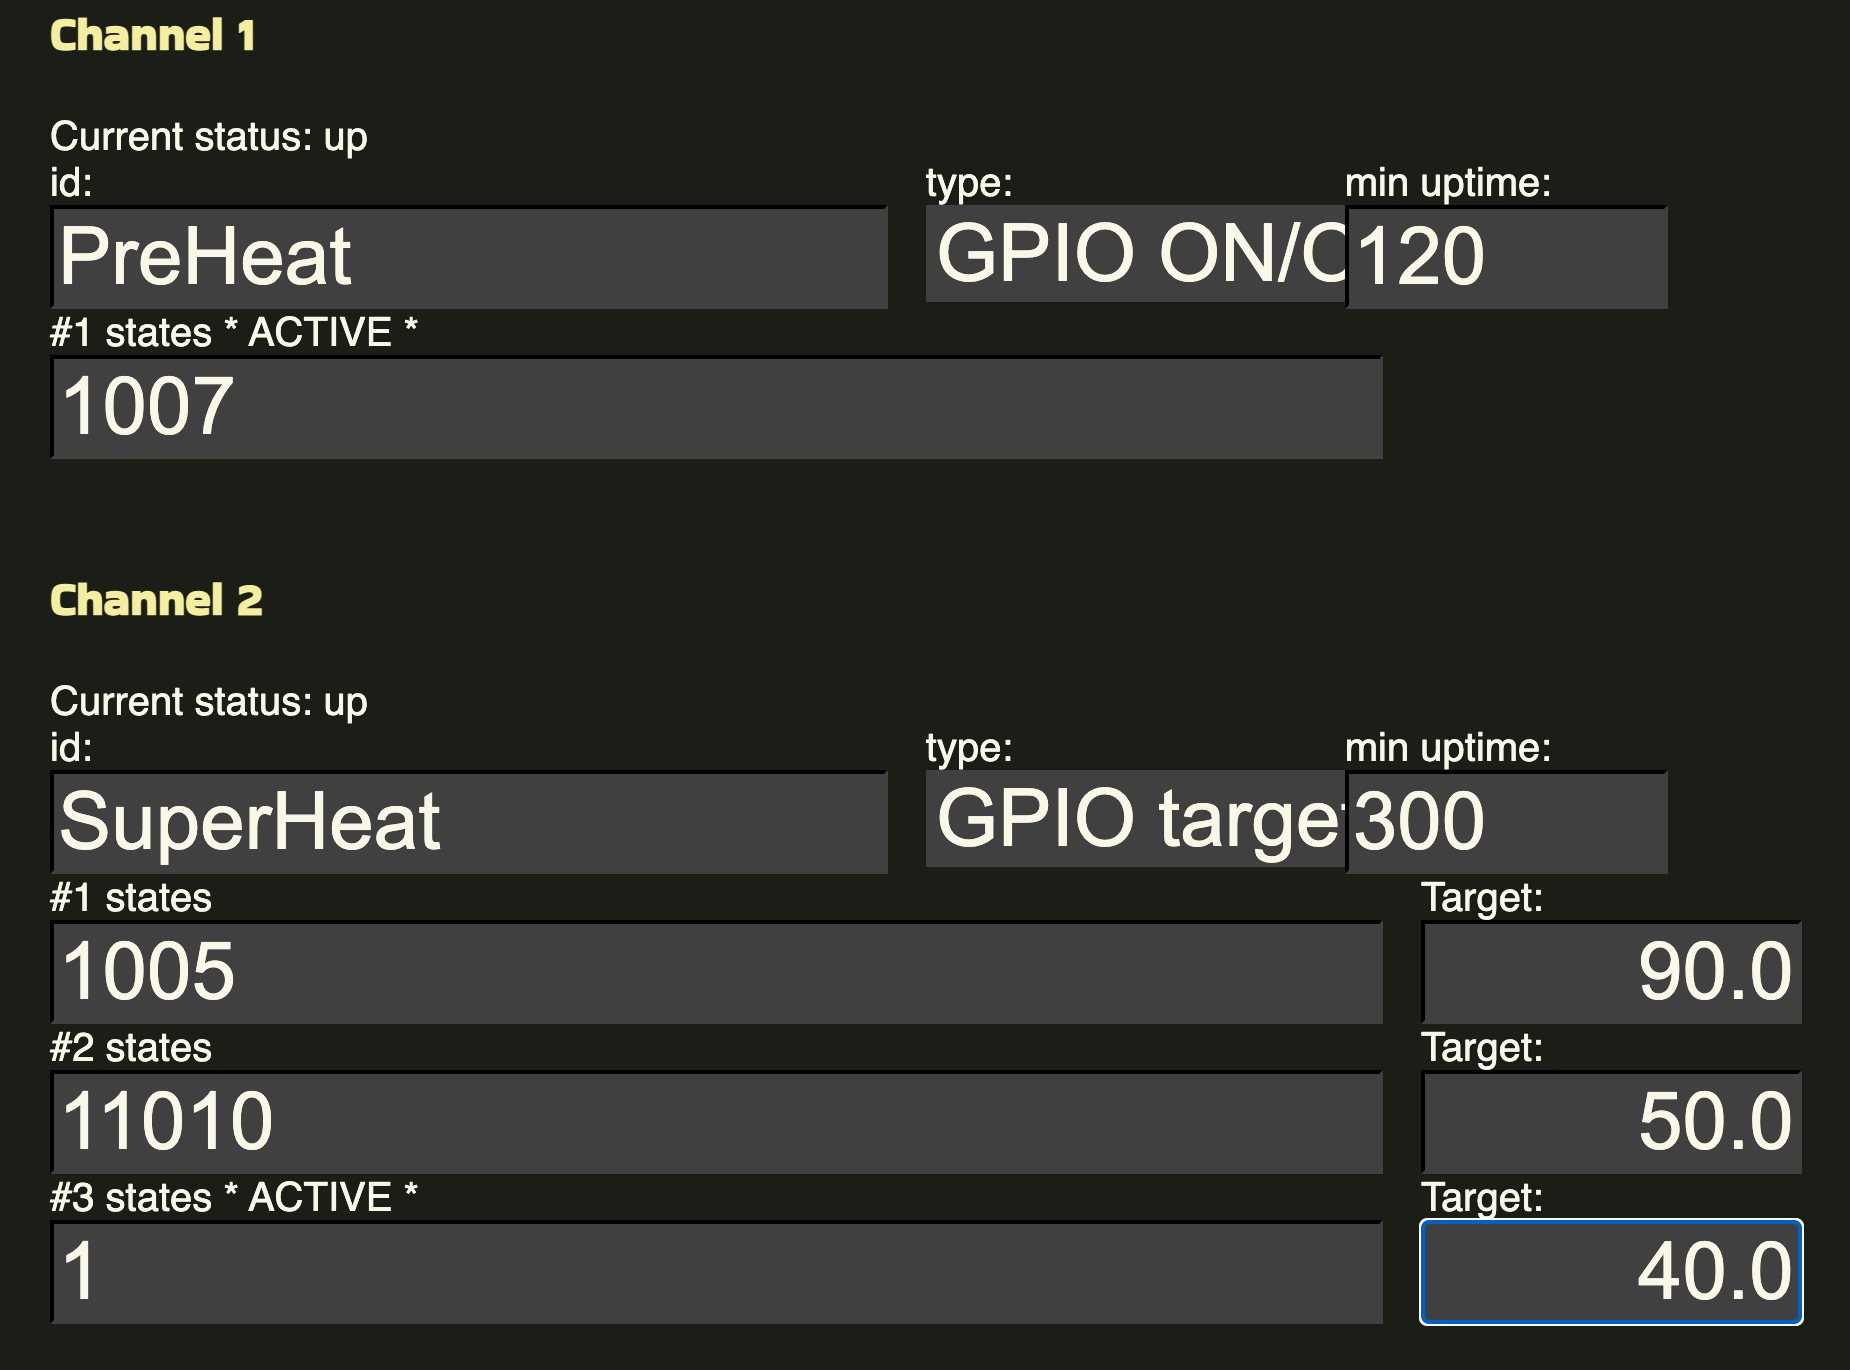 Channel 1
Current status: up
id: type: min uptime:
PreHeat GPIO ON/ 120
#1 states * ACTIVE *
1007
Channel 2
Current status: up
id: type: min uptime:
SuperHeat GPIO target 300
#1 states Target:
1005 90.0
#2 states Target:
11010 50.0
#3 states * ACTIVE *  Target:
1 40.0